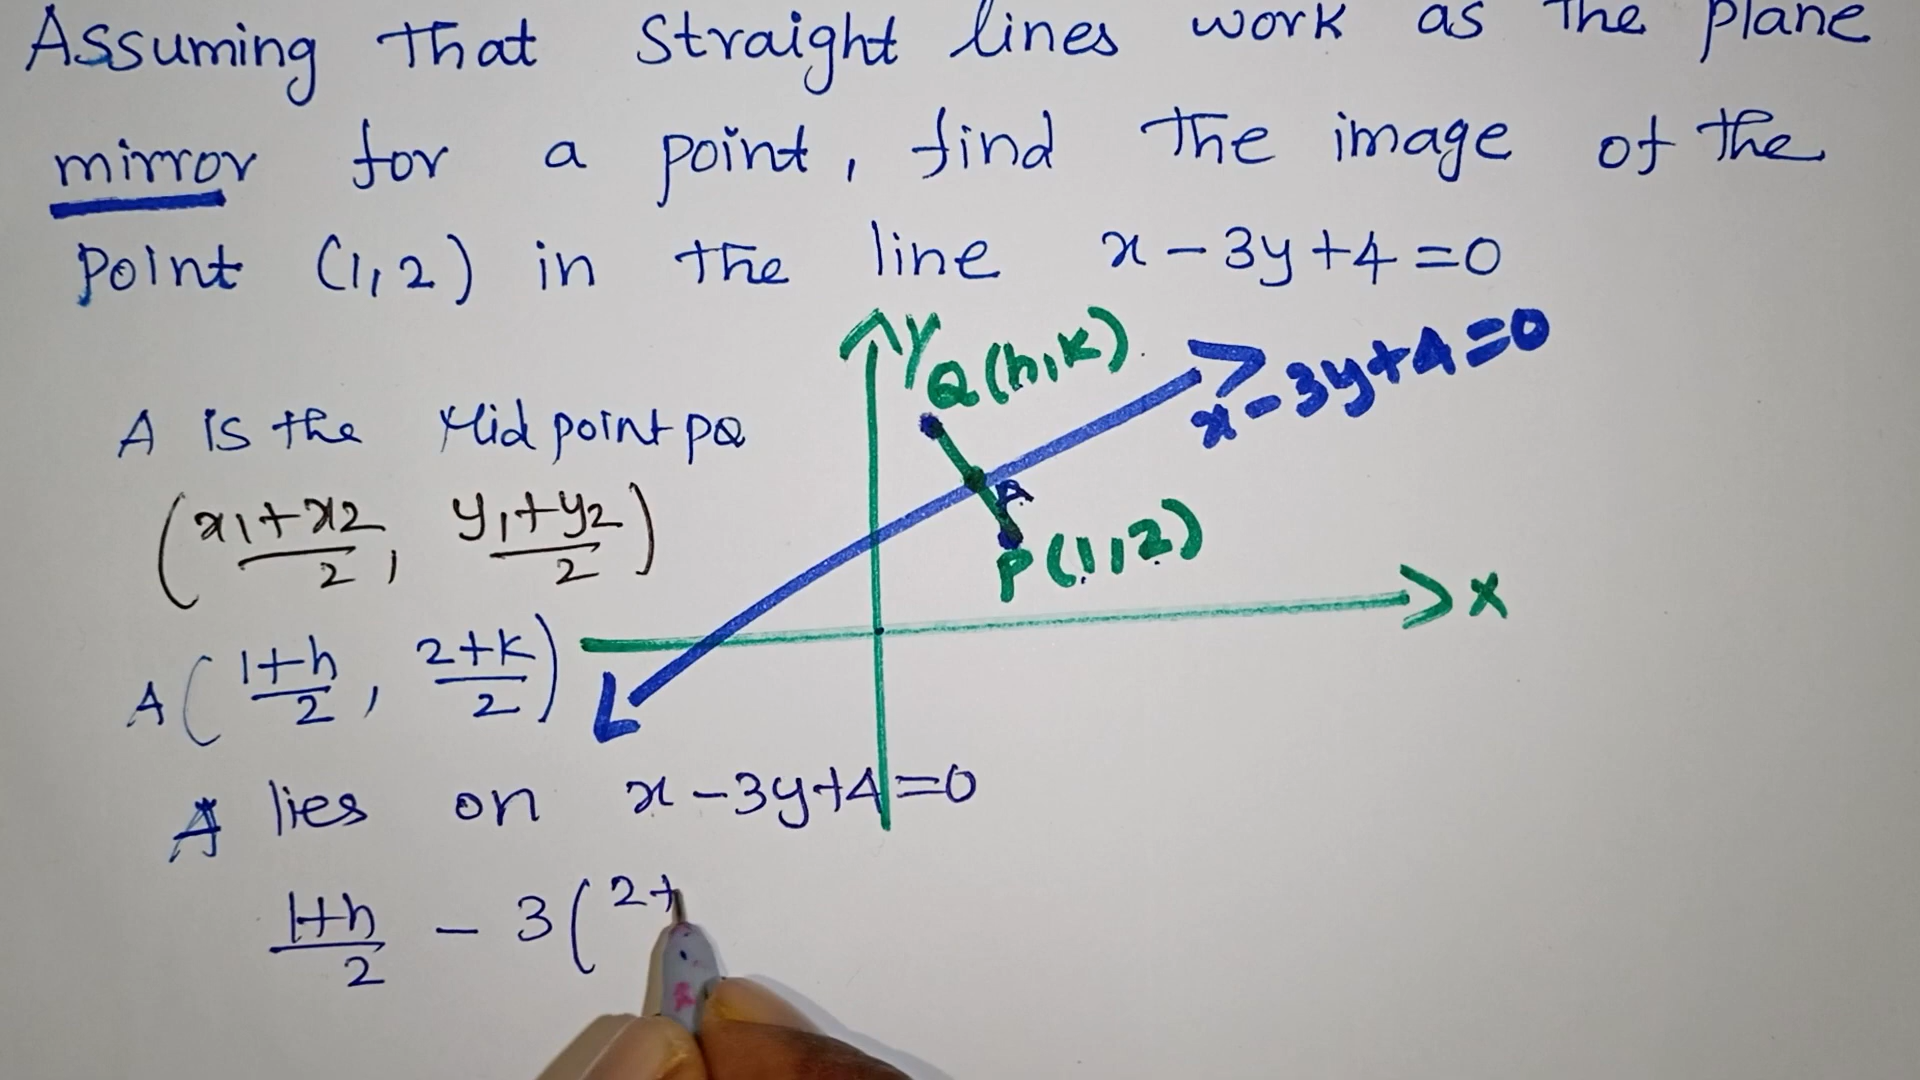 Assuming that straight lines work as the plane
mirror for a point, find the image of the
point (1,2) in the line x - 3y + 4 = 0
Y
Q(h,k)
x - 3y + 4 = 0
A is the Mid point PQ
A
(x1 + x2 / 2, y1 + y2 / 2)
P(1,2)
X
A(1+h / 2, 2+k / 2)
A lies on x - 3y + 4 = 0
1+h / 2 - 3(2+